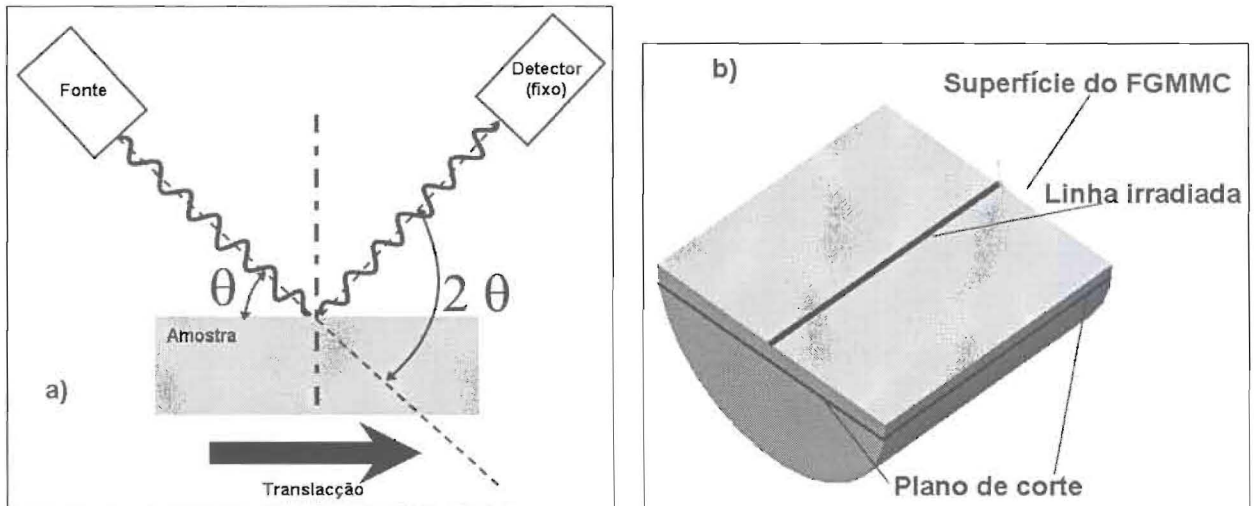 Fonte
Detector
(fixo)
θ
2 θ
Amostra
a)
Translacção
b)
Superfície do FGMMC
Linha irradiada
Plano de corte